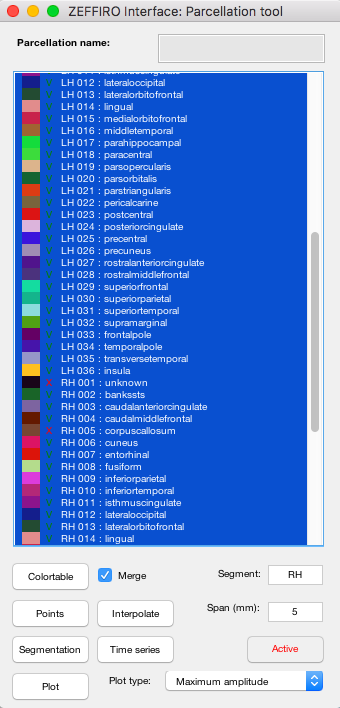 ZEFFIRO Interface: Parcellation tool
Parcellation name:
LH 012 : lateraloccipital
LH 013 : lateralorbitofrontal
LH 014 : lingual
LH 015 : medialorbitofrontal
LH 016 : middletemporal
LH 017 : parahippocampal
LH 018 : paracentral
LH 019 : parsopercularis
LH 020 : parsorbitalis
LH 021 : parstriangularis
LH 022 : pericalcarine
LH 023 : postcentral
LH 024 : posteriorcingulate
LH 025 : precentral
LH 026 : precuneus
LH 027 : rostralanteriorcingulate
LH 028 : rostralmiddlefrontal
LH 029 : superiorfrontal
LH 030 : superiorparietal
LH 031 : superiortemporal
LH 032 : supramarginal
LH 033 : frontalpole
LH 034 : temporalpole
LH 035 : transversetemporal
LH 036 : insula
RH 001 : unknown
RH 002 : bankssts
RH 003 : caudalanteriorcingulate
RH 004 : caudalmiddlefrontal
RH 005 : corpuscallosum
RH 006 : cuneus
RH 007 : entorhinal
RH 008 : fusiform
RH 009 : inferiorparietal
RH 010 : inferiortemporal
RH 011 : isthmuscingulate
RH 012 : lateraloccipital
RH 013 : lateralorbitofrontal
RH 014 : lingual
Colortable Merge Segment: RH
Points Interpolate Span (mm): 5
Segmentation Time series Active
Plot Plot type: Maximum amplitude